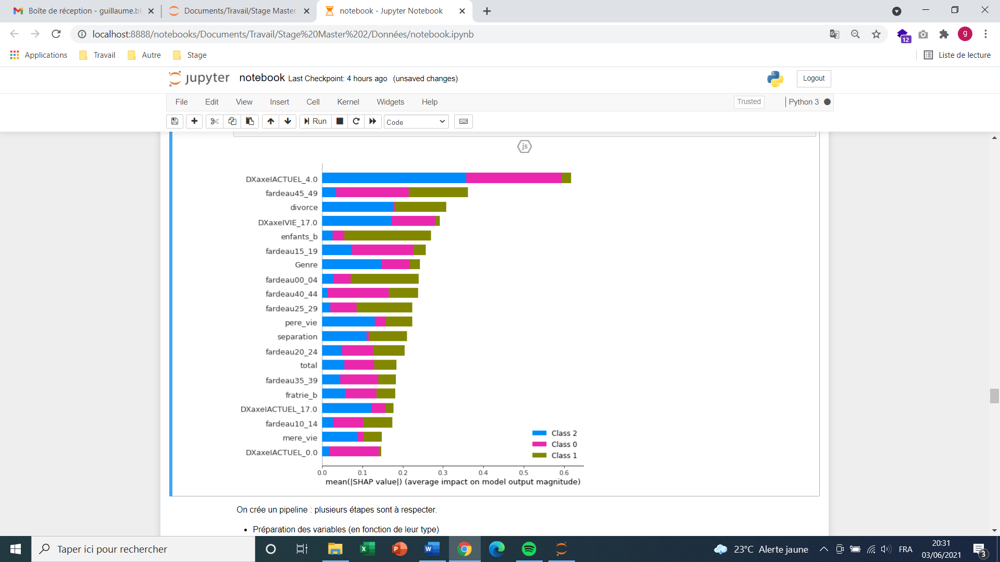 Boîte de réception - guillaume.bl
Documents/Travail/Stage Master
notebook - Jupyter Notebook
localhost:8888/notebooks/Documents/Travail/Stage%20Master%202/Données/notebook.ipynb
12
g
Applications
Travail
Autre
Stage
Liste de lecture
jupyter
notebook Last Checkpoint: 4 hours ago (unsaved changes)
Logout
File
Edit
View
Insert
Cell
Kernel
Widgets
Help
Trusted
Python 3
Run
Code
js
DXaxeIACTUEL_4.0
fardeau45_49
divorce
DXaxeIVIE_17.0
enfants_b
fardeau15_19
Genre
fardeau00_04
fardeau40_44
fardeau25_29
pere_vie
separation
fardeau20_24
total
fardeau35_39
fratrie_b
DXaxeIACTUEL_17.0
fardeau10_14
mere_vie
DXaxeIACTUEL_0.0
Class 2
Class 0
Class 1
0.0 0.1 0.2 0.3 0.4 0.5 0.6
mean(|SHAP value|) (average impact on model output magnitude)
On crée un pipeline : plusieurs étapes sont à respecter.
• Préparation des variables (en fonction de leur type)
Taper ici pour rechercher
23°C Alerte jaune
FRA
20:31
03/06/2021
3